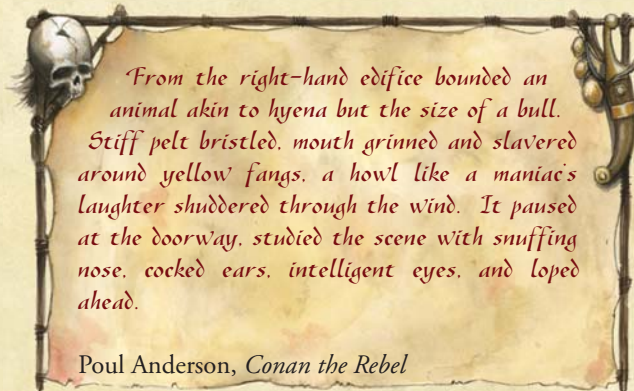 From the right-hand edifice bounded an
animal akin to hyena but the size of a bull.
Stiff pelt bristled, mouth grinned and slavered
around yellow fangs, a howl like a maniac's
laughter shuddered through the wind. It paused
at the doorway, studied the scene with snuffing
nose, cocked ears, intelligent eyes, and loped
ahead.
Poul Anderson, Conan the Rebel